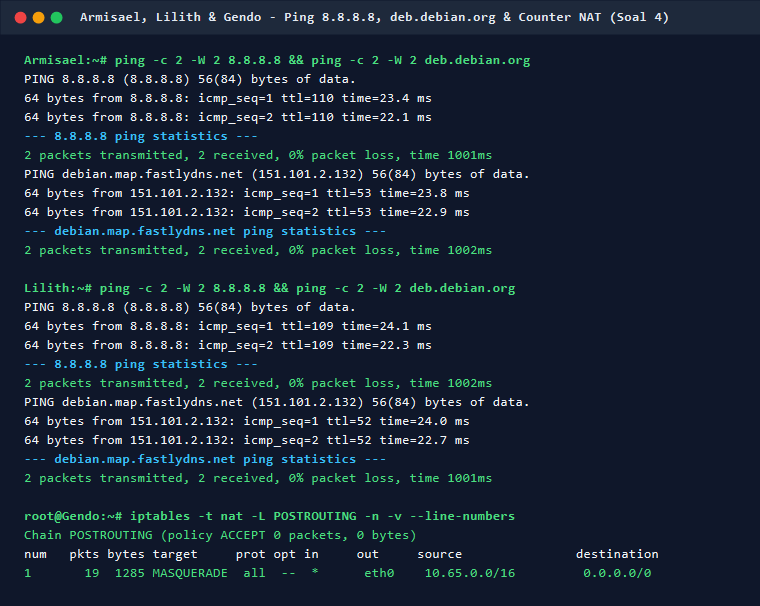 Armisael, Lilith & Gendo - Ping 8.8.8.8, deb.debian.org & Counter NAT (Soal 4)
Armisael:~# ping -c 2 -W 2 8.8.8.8 && ping -c 2 -W 2 deb.debian.org
PING 8.8.8.8 (8.8.8.8) 56(84) bytes of data.
64 bytes from 8.8.8.8: icmp_seq=1 ttl=110 time=23.4 ms
64 bytes from 8.8.8.8: icmp_seq=2 ttl=110 time=22.1 ms
--- 8.8.8.8 ping statistics ---
2 packets transmitted, 2 received, 0% packet loss, time 1001ms
PING debian.map.fastlydns.net (151.101.2.132) 56(84) bytes of data.
64 bytes from 151.101.2.132: icmp_seq=1 ttl=53 time=23.8 ms
64 bytes from 151.101.2.132: icmp_seq=2 ttl=53 time=22.9 ms
--- debian.map.fastlydns.net ping statistics ---
2 packets transmitted, 2 received, 0% packet loss, time 1002ms
Lilith:~# ping -c 2 -W 2 8.8.8.8 && ping -c 2 -W 2 deb.debian.org
PING 8.8.8.8 (8.8.8.8) 56(84) bytes of data.
64 bytes from 8.8.8.8: icmp_seq=1 ttl=109 time=24.1 ms
64 bytes from 8.8.8.8: icmp_seq=2 ttl=109 time=22.3 ms
--- 8.8.8.8 ping statistics ---
2 packets transmitted, 2 received, 0% packet loss, time 1002ms
PING debian.map.fastlydns.net (151.101.2.132) 56(84) bytes of data.
64 bytes from 151.101.2.132: icmp_seq=1 ttl=52 time=24.0 ms
64 bytes from 151.101.2.132: icmp_seq=2 ttl=52 time=22.7 ms
--- debian.map.fastlydns.net ping statistics ---
2 packets transmitted, 2 received, 0% packet loss, time 1001ms
root@Gendo:~# iptables -t nat -L POSTROUTING -n -v --line-numbers
Chain POSTROUTING (policy ACCEPT 0 packets, 0 bytes)
num   pkts bytes target     prot opt in     out     source               destination
1       19  1285 MASQUERADE  all  --  *      eth0    10.65.0.0/16         0.0.0.0/0